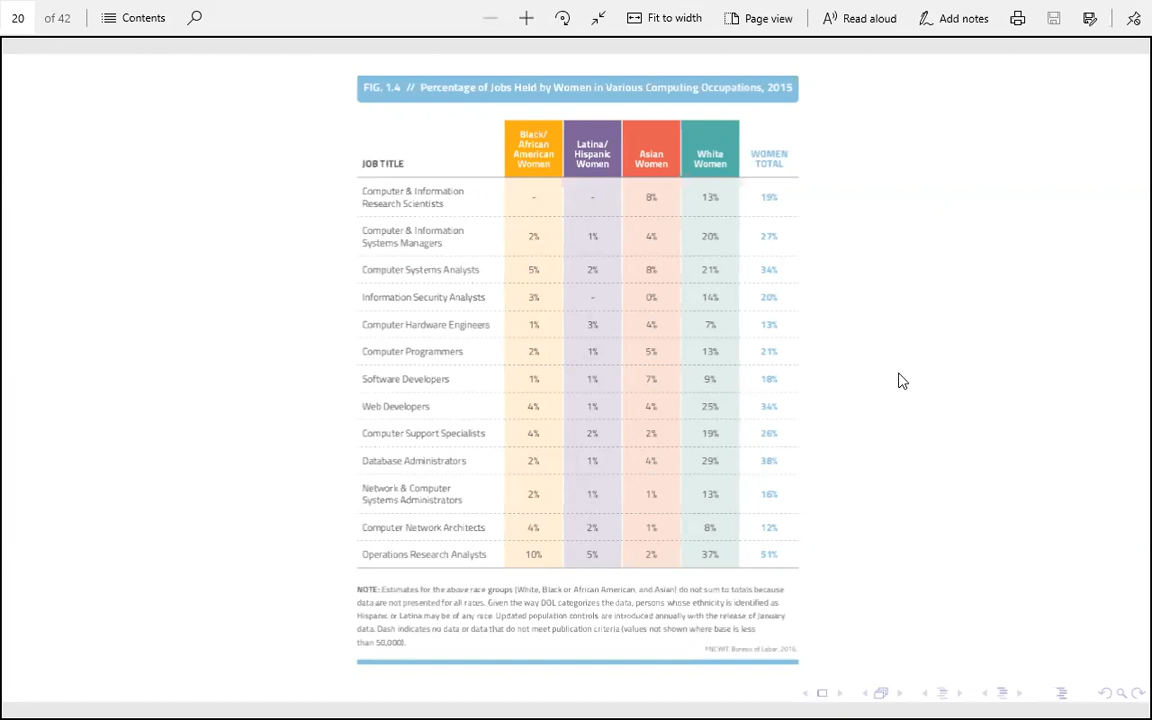 20 of 42 Contents Fit to width Page view Read aloud Add notes
FIG. 1.4 // Percentage of Jobs Held by Women in Various Computing Occupations, 2015
JOB TITLE Black/ African American Women Latina/ Hispanic Women Asian Women White Women WOMEN TOTAL
Computer & Information
Research Scientists - - 8% 13% 19%
Computer & Information
Systems Managers 2% 1% 4% 20% 27%
Computer Systems Analysts 5% 2% 8% 21% 34%
Information Security Analysts 3% - 0% 14% 20%
Computer Hardware Engineers 1% 3% 4% 7% 13%
Computer Programmers 2% 1% 5% 13% 21%
Software Developers 1% 1% 7% 9% 18%
Web Developers 4% 1% 4% 25% 34%
Computer Support Specialists 4% 2% 2% 19% 26%
Database Administrators 2% 1% 4% 29% 38%
Network & Computer
Systems Administrators 2% 1% 1% 13% 16%
Computer Network Architects 4% 2% 1% 8% 12%
Operations Research Analysts 10% 5% 2% 37% 51%
NOTE: Estimates for the above race groups (White, Black or African American, and Asian) do not sum to totals because
data are not presented for all races. Given the way DOL categorizes the data, persons whose ethnicity is identified as
Hispanic or Latina may be of any race. Updated population controls are introduced annually with the release of January
data. Dash indicates no data or data that do not meet publication criteria (values not shown where base is less
than 50,000).
NCWIT. Bureau of Labor, 2016.